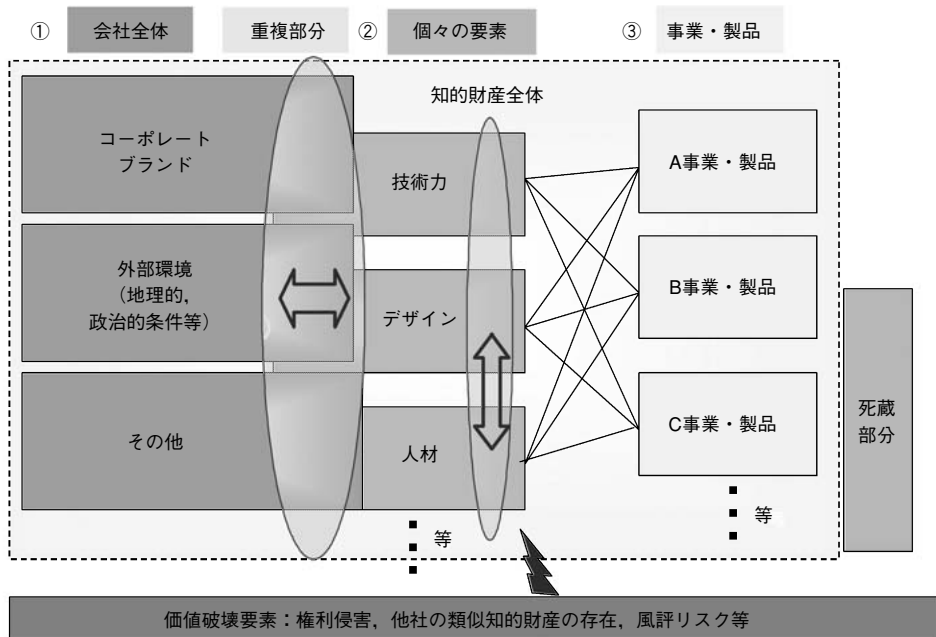 ① 会社全体 重複部分 ② 個々の要素 ③ 事業・製品
知的財産全体
コーポレート
ブランド
外部環境
（地理的，
政治的条件等）
その他
技術力
デザイン
人材
等
A事業・製品
B事業・製品
C事業・製品
等
死蔵
部分
価値破壊要素：権利侵害，他社の類似知的財産の存在，風評リスク等